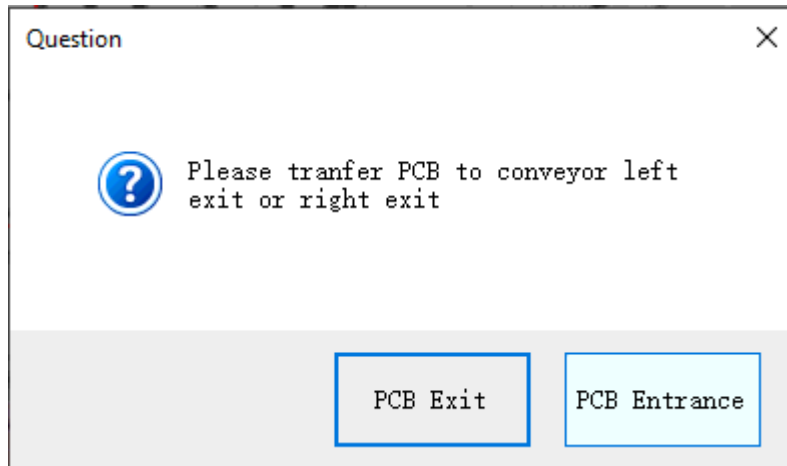 Question
Please tranfer PCB to conveyor left
exit or right exit
PCB Exit
PCB Entrance